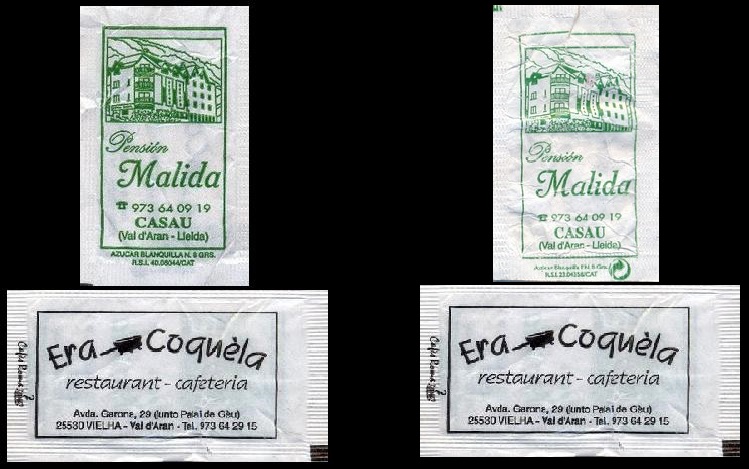 Pensión
Malida
☎ 973 64 09 19
CASAU
(Val d'Aran - Lleida)
AZUCAR BLANQUILLA N. 8 GRS.
R.S.I. 40.06044/CAT
Pensión
Malida
☎ 973 64 09 19
CASAU
(Val d'Aran - Lleida)
Azúcar Blanquilla
Era Coquèla
restaurant - cafeteria
Avda. Garona, 29 (Junto Palai de Gèu)
25530 VIELHA - Val d'Aran - Tel. 973 64 29 15
Era Coquèla
restaurant - cafeteria
Avda. Garona, 29 (Junto Palai de Gèu)
25530 VIELHA - Val d'Aran - Tel. 973 64 29 15